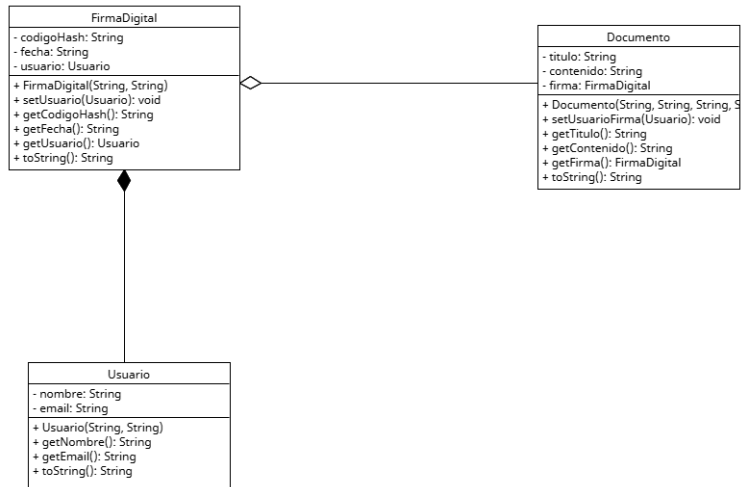 FirmaDigital
- codigoHash: String
- fecha: String
- usuario: Usuario
+ FirmaDigital(String, String)
+ setUsuario(Usuario): void
+ getCodigoHash(): String
+ getFecha(): String
+ getUsuario(): Usuario
+ toString(): String
Documento
- titulo: String
- contenido: String
- firma: FirmaDigital
+ Documento(String, String, String, S
+ setUsuarioFirma(Usuario): void
+ getTitulo(): String
+ getContenido(): String
+ getFirma(): FirmaDigital
+ toString(): String
Usuario
- nombre: String
- email: String
+ Usuario(String, String)
+ getNombre(): String
+ getEmail(): String
+ toString(): String